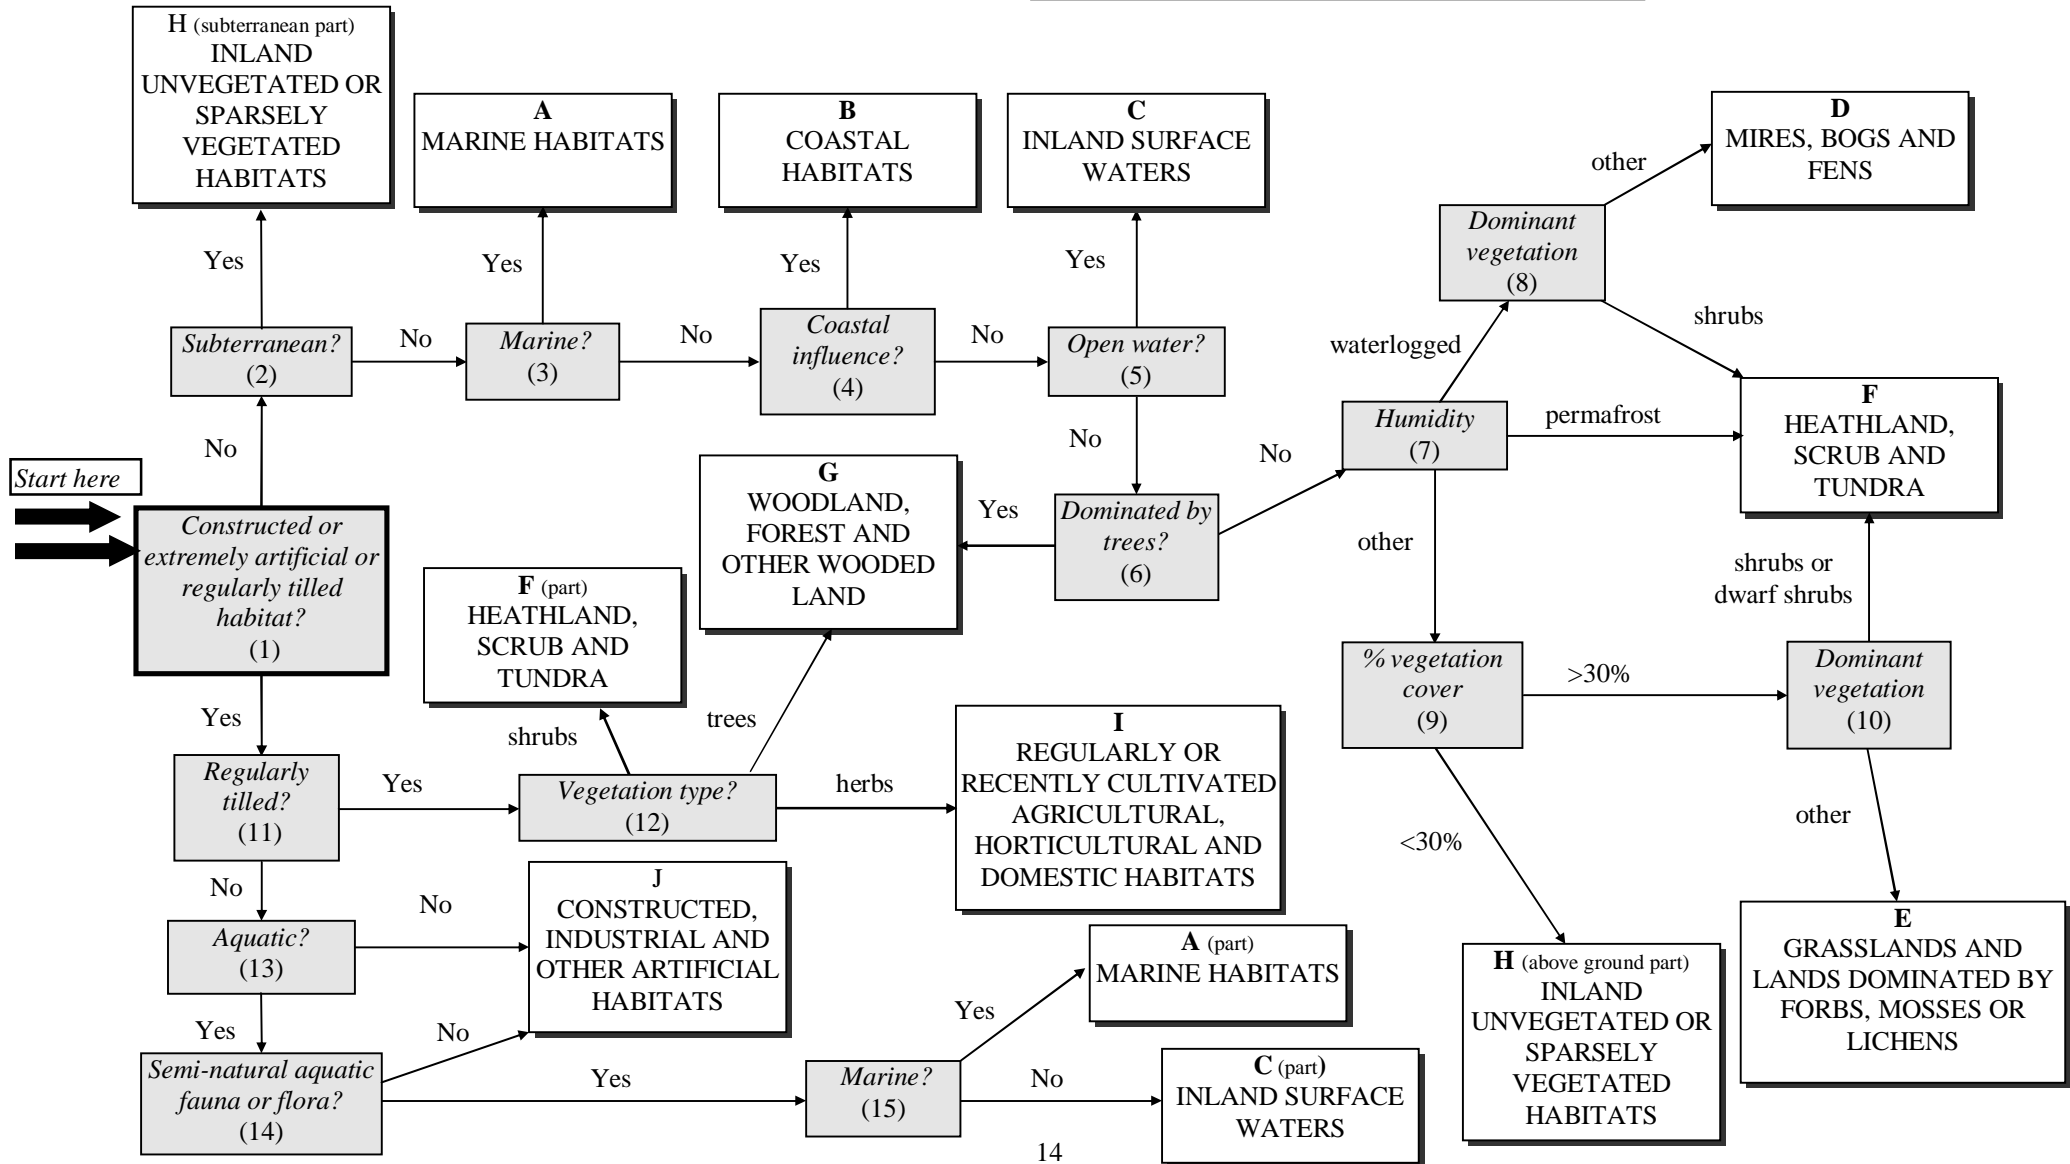 H (subterranean part)
INLAND
UNVEGETATED OR
SPARSELY
VEGETATED
HABITATS
A
MARINE HABITATS
B
COASTAL
HABITATS
C
INLAND SURFACE
WATERS
D
MIRES, BOGS AND
FENS
other
Dominant
vegetation
(8)
Yes
Yes
Yes
Yes
shrubs
waterlogged
Subterranean?
(2)
No
Marine?
(3)
No
Coastal
influence?
(4)
No
Open water?
(5)
F
HEATHLAND,
SCRUB AND
TUNDRA
Humidity
(7)
permafrost
No
No
No
Start here
Constructed or
extremely artificial or
regularly tilled
habitat?
(1)
G
WOODLAND,
FOREST AND
OTHER WOODED
LAND
Yes
Dominated by
trees?
(6)
other
shrubs or
dwarf shrubs
F (part)
HEATHLAND,
SCRUB AND
TUNDRA
% vegetation
cover
(9)
>30%
Dominant
vegetation
(10)
Yes
shrubs
trees
Regularly
tilled?
(11)
Yes
Vegetation type?
(12)
herbs
I
REGULARLY OR
RECENTLY CULTIVATED
AGRICULTURAL,
HORTICULTURAL AND
DOMESTIC HABITATS
<30%
other
No
No
J
CONSTRUCTED,
INDUSTRIAL AND
OTHER ARTIFICIAL
HABITATS
Aquatic?
(13)
A (part)
MARINE HABITATS
H (above ground part)
INLAND
UNVEGETATED OR
SPARSELY
VEGETATED
HABITATS
E
GRASSLANDS AND
LANDS DOMINATED BY
FORBS, MOSSES OR
LICHENS
Yes
No
Yes
Semi-natural aquatic
fauna or flora?
(14)
Yes
Marine?
(15)
No
C (part)
INLAND SURFACE
WATERS
14